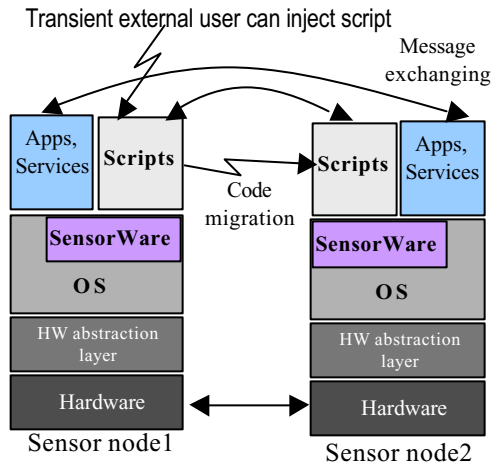 Transient external user can inject script
Message
exchanging
Apps,
Services
Scripts
Code
migration
Scripts
Apps,
Services
SensorWare
OS
SensorWare
OS
HW abstraction
layer
HW abstraction
layer
Hardware
Hardware
Sensor node1
Sensor node2